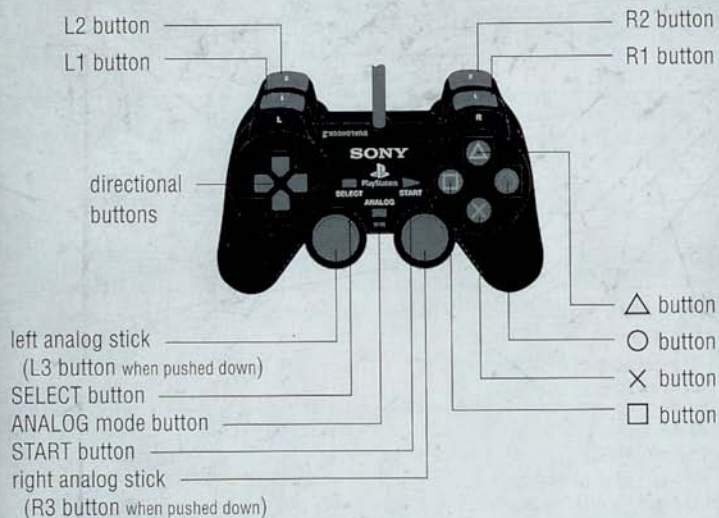 L2 button
L1 button
R2 button
R1 button
L
R
SONY
PlayStation
SELECT
START
ANALOG
directional
buttons
left analog stick
(L3 button when pushed down)
SELECT button
ANALOG mode button
START button
right analog stick
(R3 button when pushed down)
△ button
○ button
✕ button
□ button